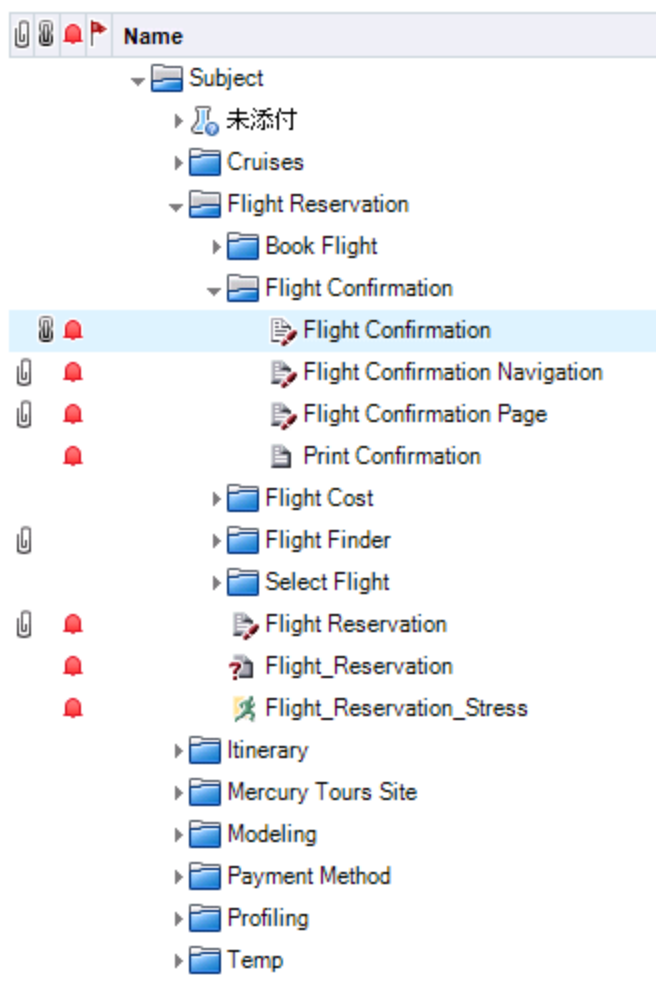 Name
Subject
未添付
Cruises
Flight Reservation
Book Flight
Flight Confirmation
Flight Confirmation
Flight Confirmation Navigation
Flight Confirmation Page
Print Confirmation
Flight Cost
Flight Finder
Select Flight
Flight Reservation
Flight_Reservation
Flight_Reservation_Stress
Itinerary
Mercury Tours Site
Modeling
Payment Method
Profiling
Temp